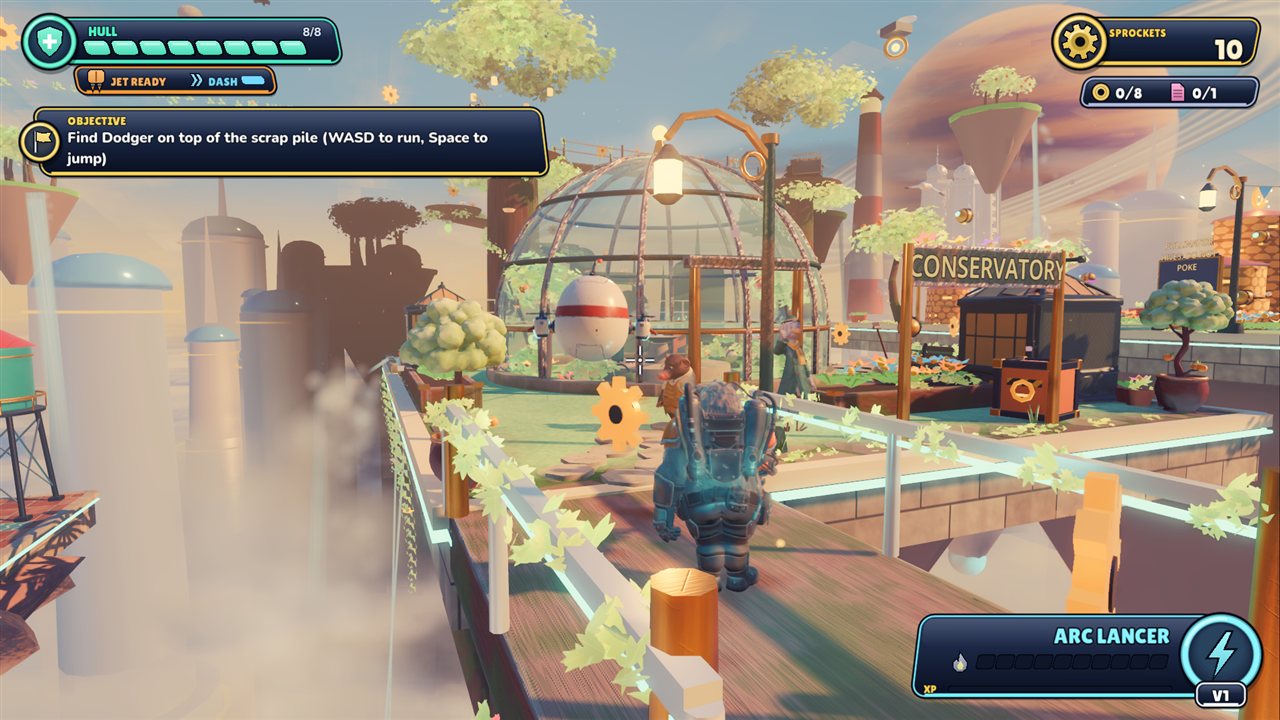 HULL
8/8
JET READY
DASH
SPROCKETS
10
0/8
0/1
OBJECTIVE
Find Dodger on top of the scrap pile (WASD to run, Space to
jump)
CONSERVATORY
POKE
ARC LANCER
XP
V1